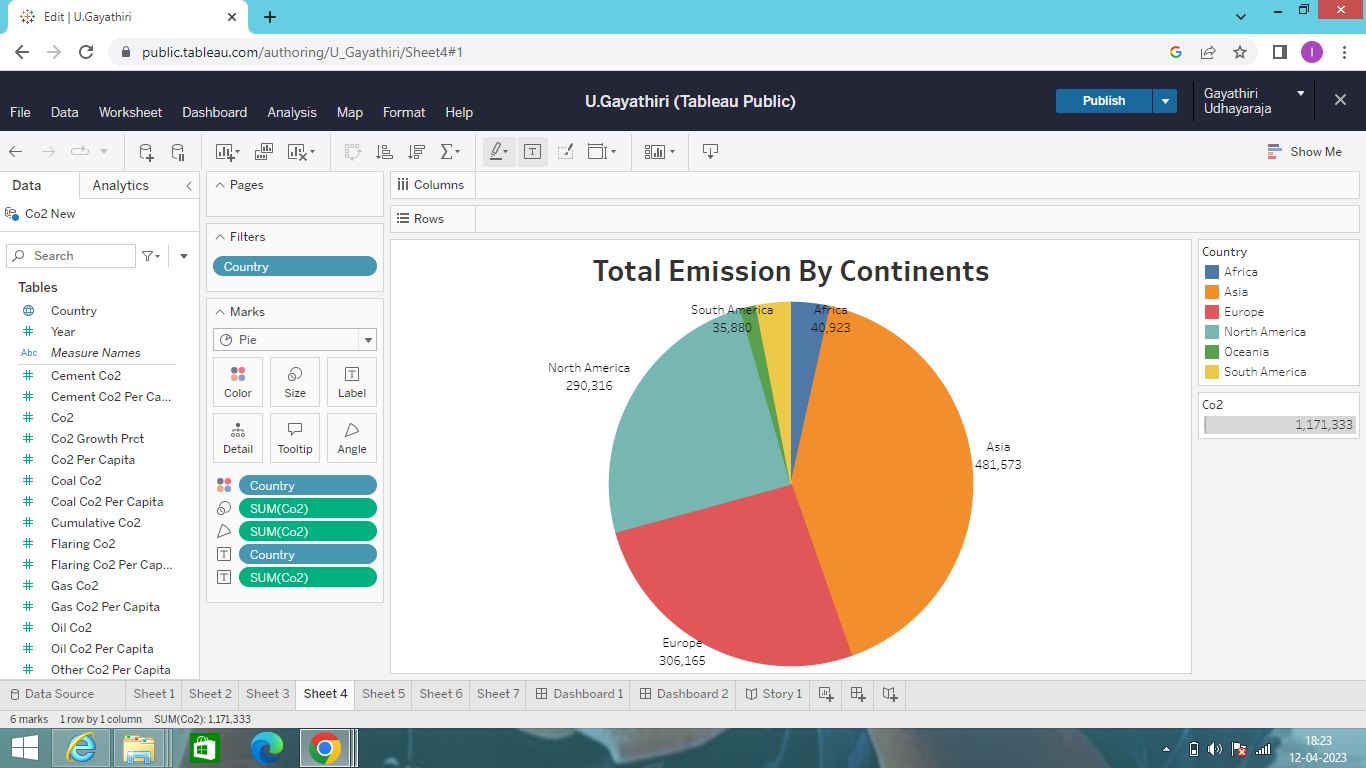 Edit | U.Gayathiri
public.tableau.com/authoring/U_Gayathiri/Sheet4#1
I
File Data Worksheet Dashboard Analysis Map Format Help
U.Gayathiri (Tableau Public)
Publish
Gayathiri
Udhayaraja
Show Me
Data Analytics
Co2 New
Search
Tables
Country
Year
Abc Measure Names
Cement Co2
Cement Co2 Per Ca...
Co2
Co2 Growth Prct
Co2 Per Capita
Coal Co2
Coal Co2 Per Capita
Cumulative Co2
Flaring Co2
Flaring Co2 Per Cap...
Gas Co2
Gas Co2 Per Capita
Oil Co2
Oil Co2 Per Capita
Other Co2 Per Capita
Pages
Filters
Country
Marks
Pie
Color Size Label
Detail Tooltip Angle
Country
SUM(Co2)
SUM(Co2)
Country
SUM(Co2)
Columns
Rows
Total Emission By Continents
South America
35,880
Africa
40,923
North America
290,316
Asia
481,573
Europe
306,165
Country
Africa
Asia
Europe
North America
Oceania
South America
Co2
1,171,333
Data Source Sheet 1 Sheet 2 Sheet 3 Sheet 4 Sheet 5 Sheet 6 Sheet 7 Dashboard 1 Dashboard 2 Story 1
6 marks 1 row by 1 column SUM(Co2): 1,171,333
18:23
12-04-2023